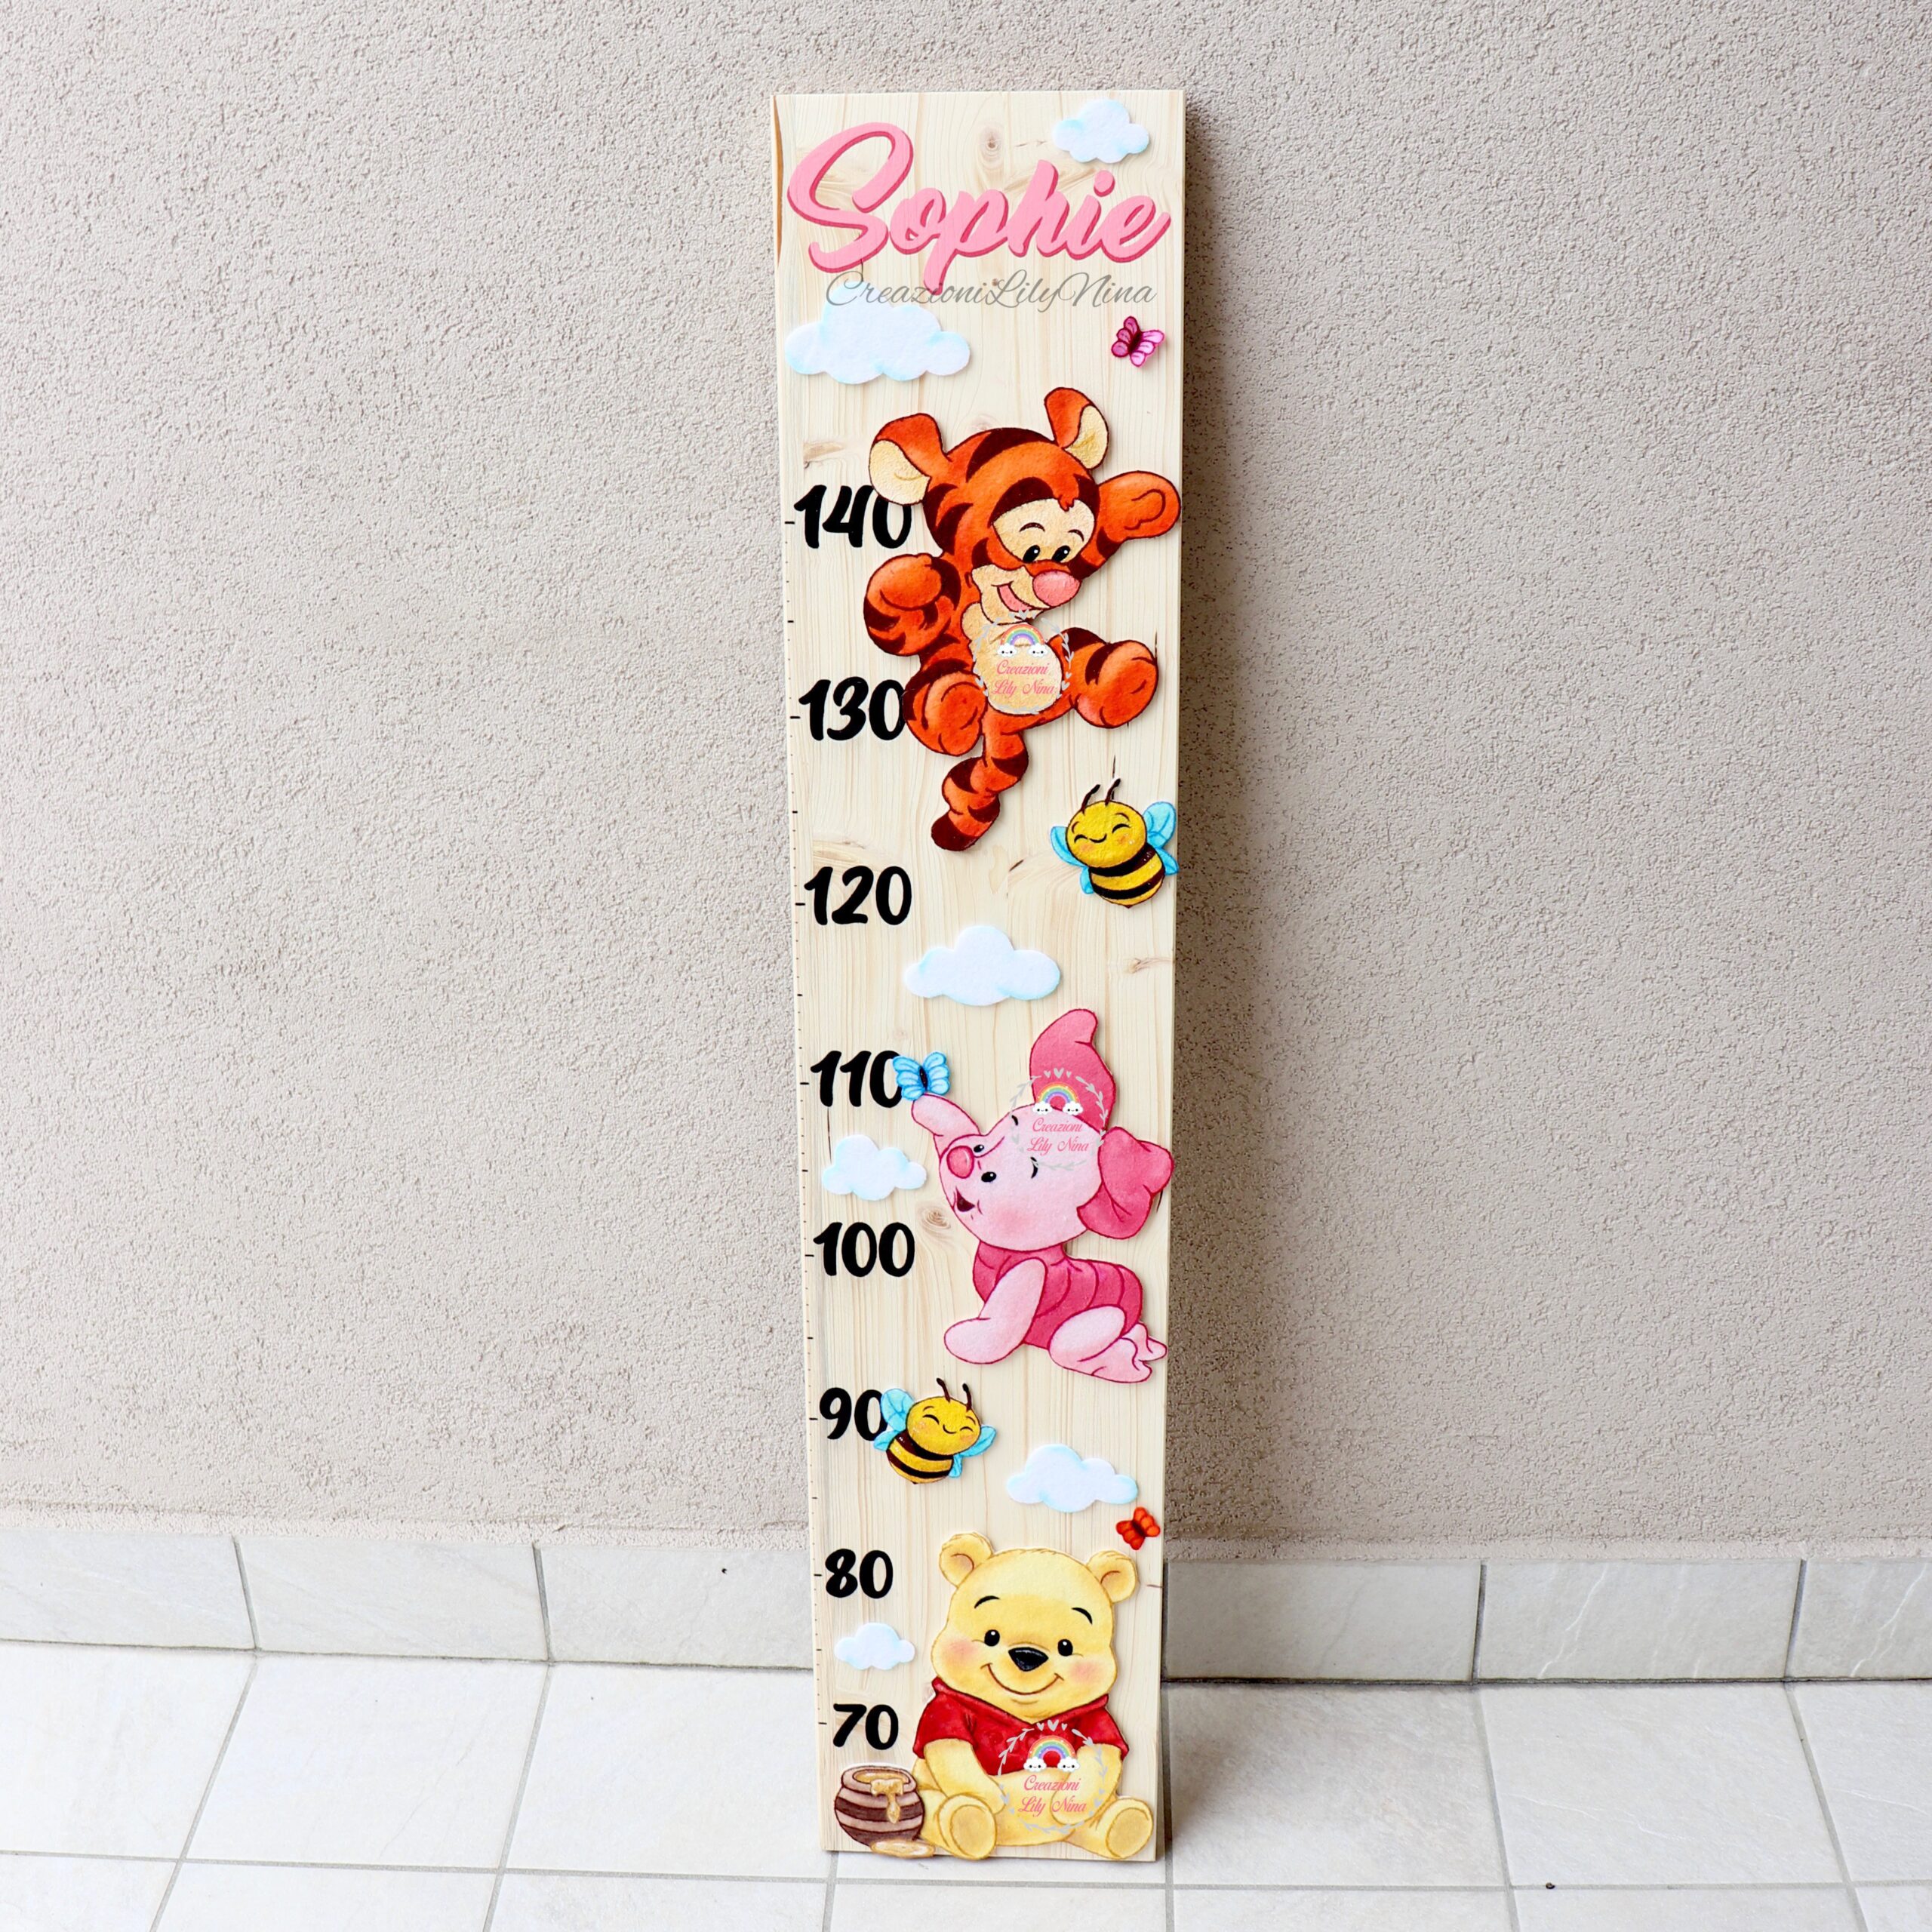 Sophie
CreazioniLilyNina
140
Creazioni
Lily Nina
130
120
110
Creazioni
Lily Nina
100
90
80
70
Creazioni
Lily Nina